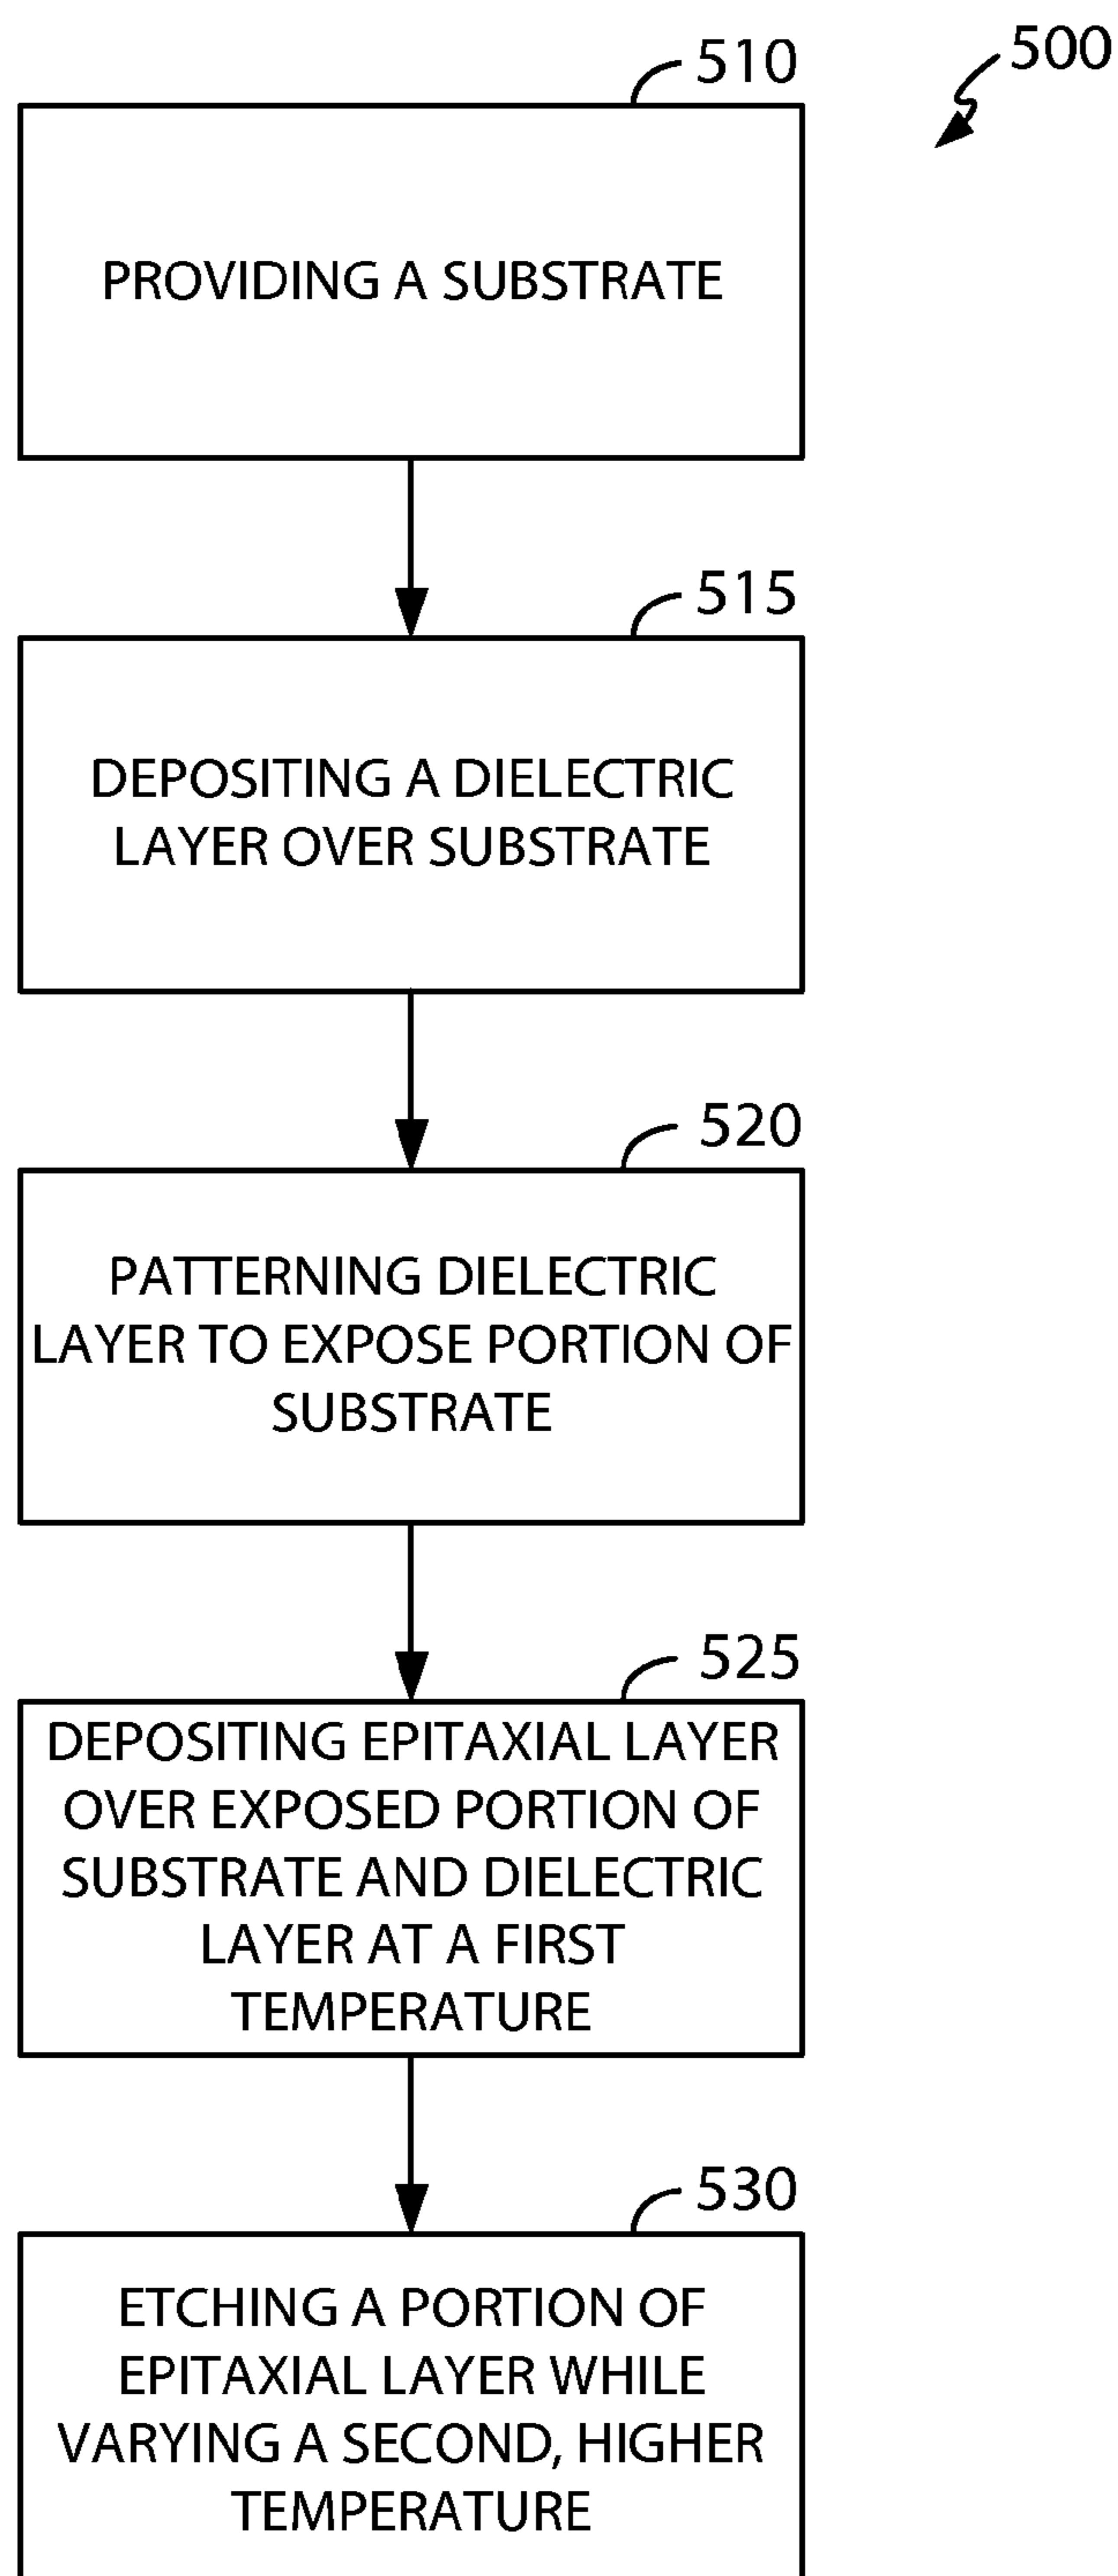 510
500
PROVIDING A SUBSTRATE
515
DEPOSITING A DIELECTRIC
LAYER OVER SUBSTRATE
520
PATTERNING DIELECTRIC
LAYER TO EXPOSE PORTION OF
SUBSTRATE
525
DEPOSITING EPITAXIAL LAYER
OVER EXPOSED PORTION OF
SUBSTRATE AND DIELECTRIC
LAYER AT A FIRST
TEMPERATURE
530
ETCHING A PORTION OF
EPITAXIAL LAYER WHILE
VARYING A SECOND, HIGHER
TEMPERATURE